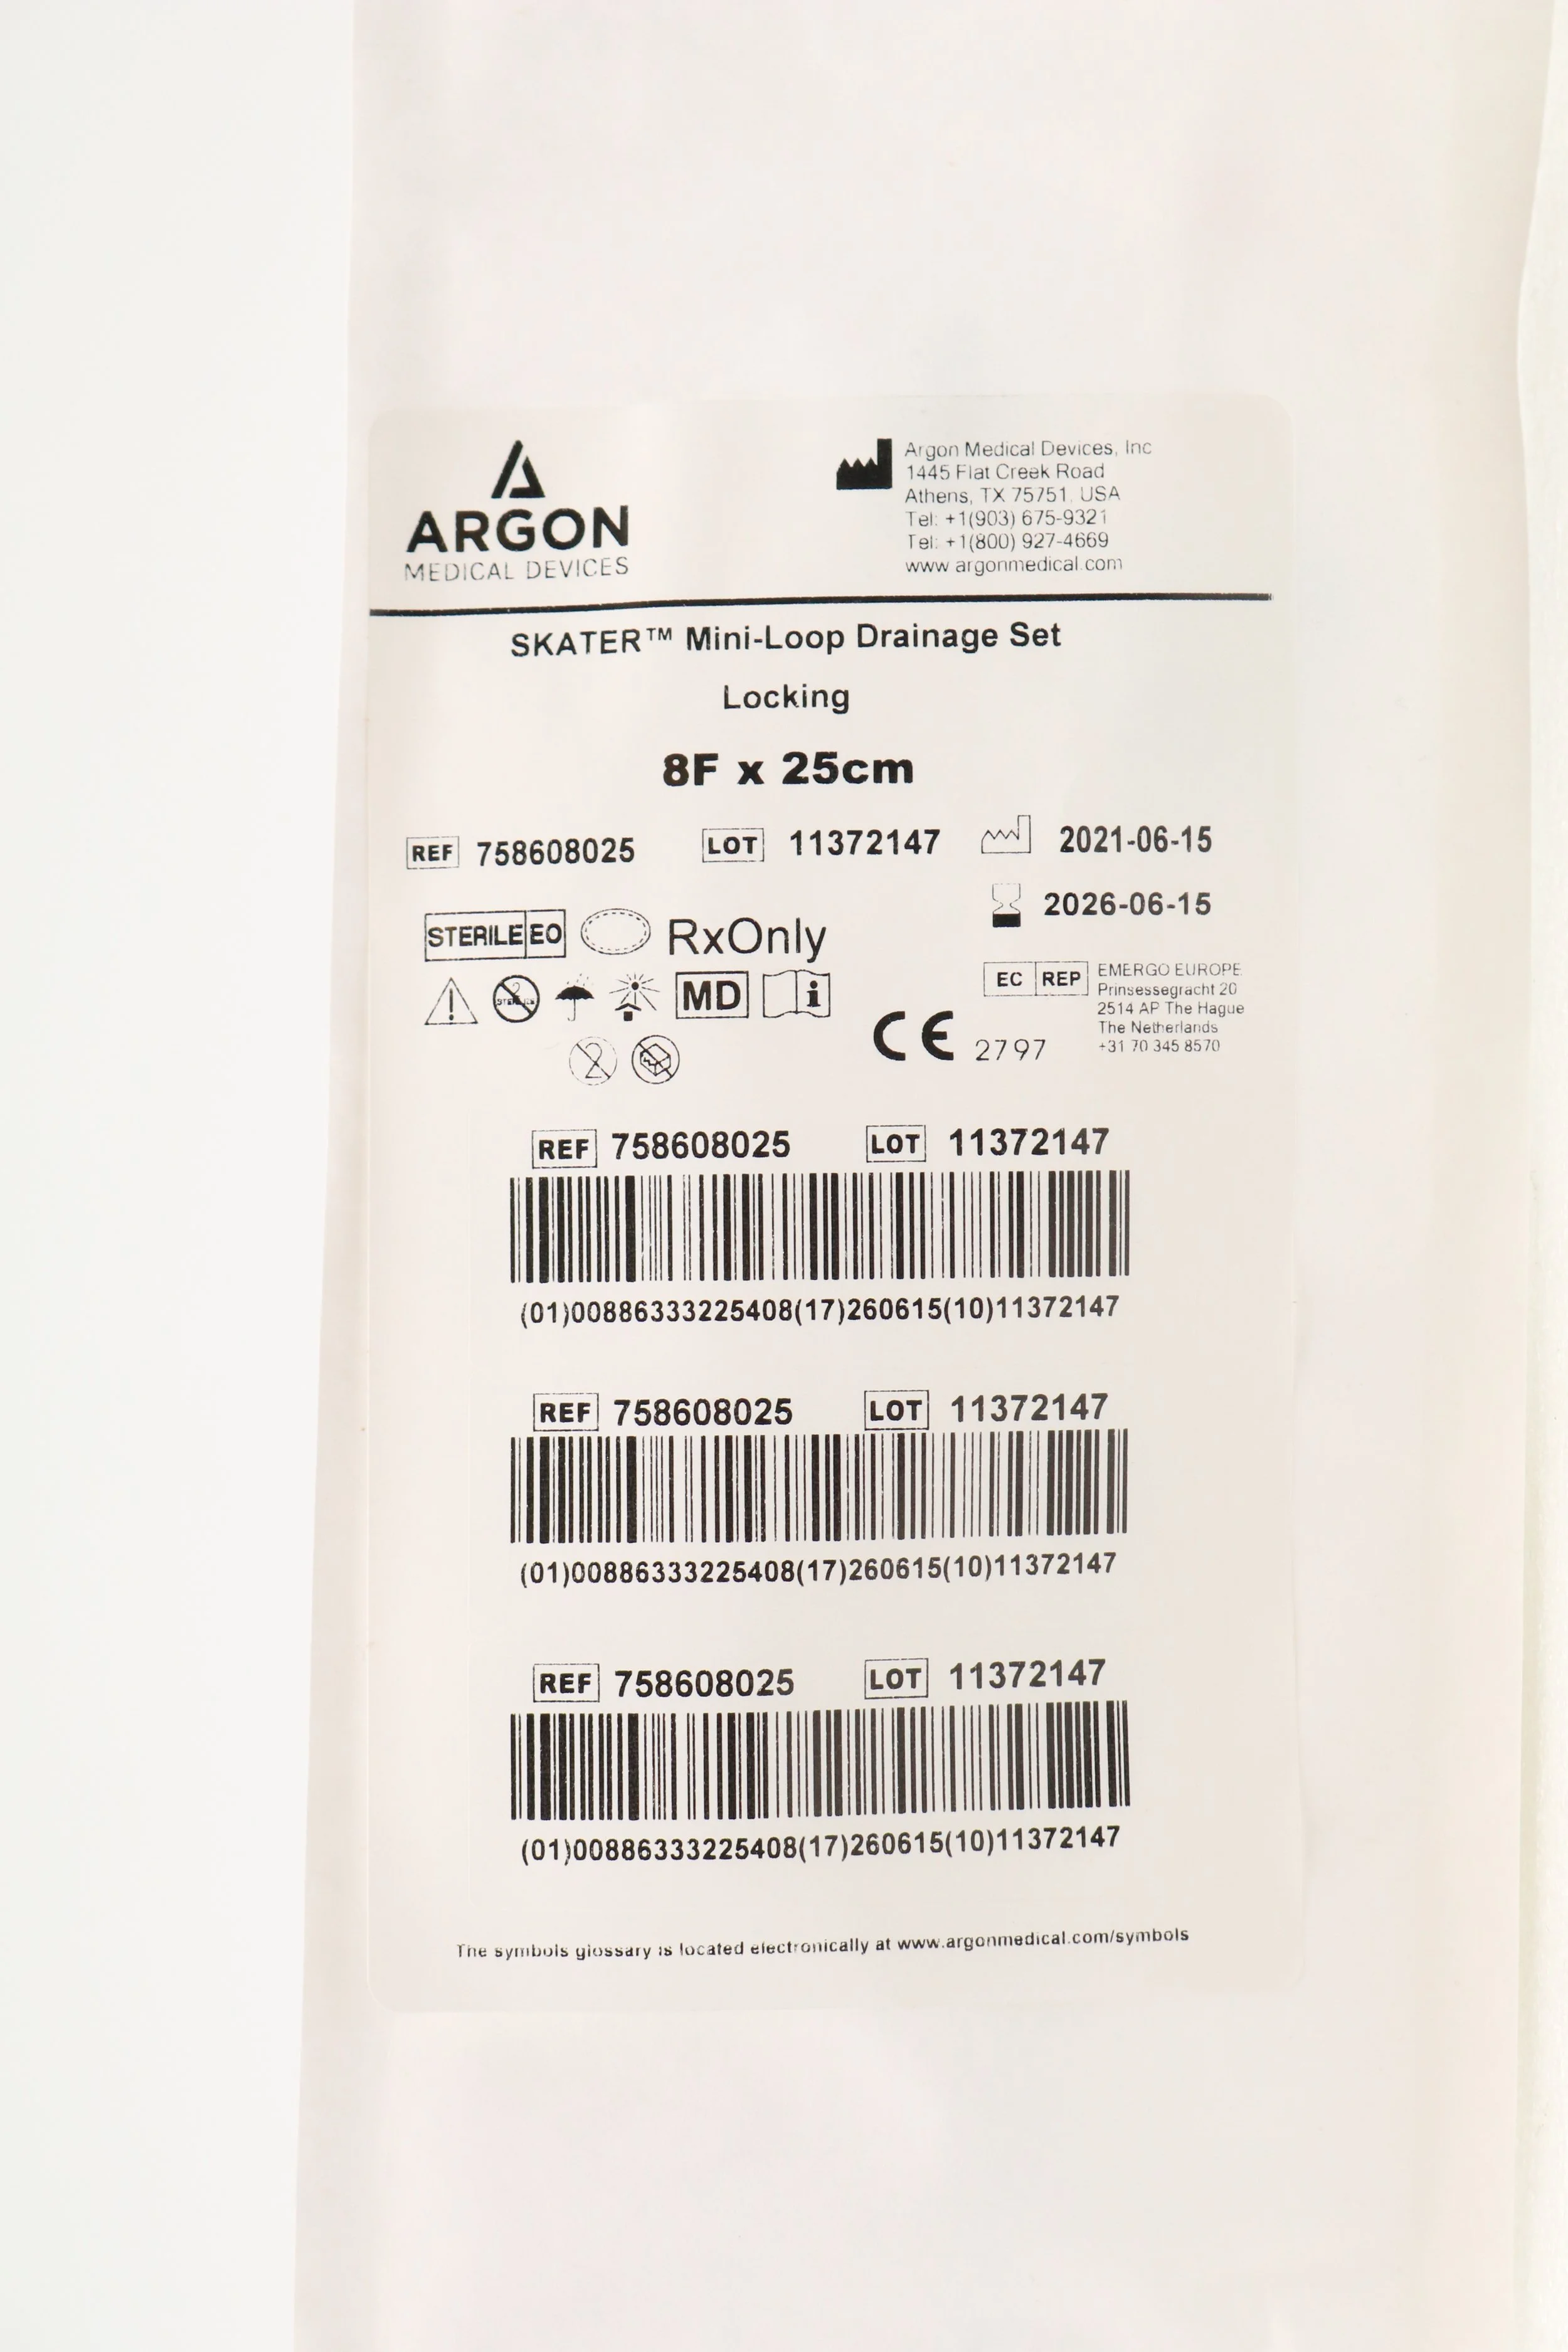 ARGON
MEDICAL DEVICES
Argon Medical Devices, Inc
1445 Flat Creek Road
Athens, TX 75751, USA
Tel: +1(903) 675-9321
Tel: +1(800) 927-4669
www.argonmedical.com
SKATER™ Mini-Loop Drainage Set
Locking
8F x 25cm
REF 758608025 LOT 11372147 2021-06-15
2026-06-15
STERILE EO RxOnly
EC REP EMERGO EUROPE
Prinsessegracht 20
2514 AP The Hague
The Netherlands
+31 70 345 8570
STERILIZE MD i
2
CE 2797
REF 758608025 LOT 11372147
(01)00886333225408(17)260615(10)11372147
REF 758608025 LOT 11372147
(01)00886333225408(17)260615(10)11372147
REF 758608025 LOT 11372147
(01)00886333225408(17)260615(10)11372147
The symbols glossary is located electronically at www.argonmedical.com/symbols